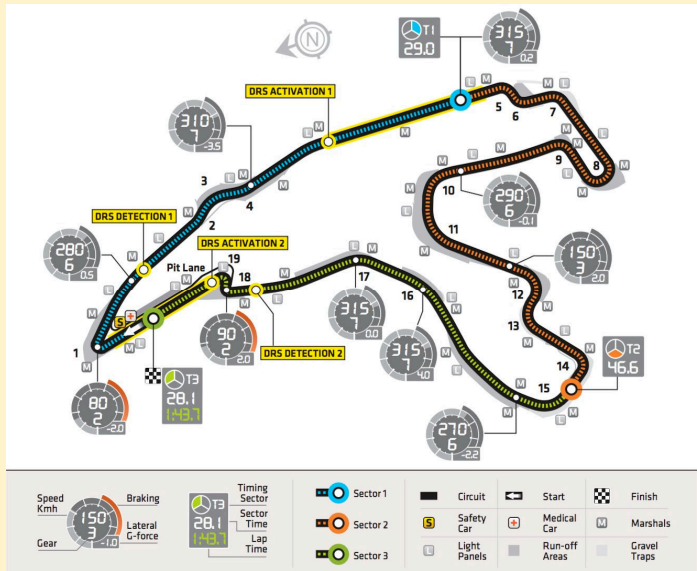 N
T1
29.0
315
7
0.2
DRS ACTIVATION 1
L
M
M
L
M
M
5
6
7
L
M
310
7
-3.5
L
M
M
L
M
3
4
M
2
8
M
M
9
L
M
M
10
290
6
-0.1
L
M
DRS DETECTION 1
M
L
280
6
0.5
DRS ACTIVATION 2
Pit Lane
19
18
L
M
L
M
M
11
L
M
150
3
2.0
12
13
M
L
M
17
315
7
0.0
16
315
7
4.0
M
L
M
S
1
M
L
90
2
2.0
DRS DETECTION 2
80
2
-2.0
T3
28.1
1:43.7
14
15
T2
46.6
270
6
-2.2
L
M
M
Speed
Kmh
Braking
150
3
-1.0
Gear
Lateral
G-force
T3
28.1
1:43.7
Timing
Sector
Sector
Time
Lap
Time
Sector 1
Sector 2
Sector 3
Circuit
Start
Finish
S
Safety
Car
Medical
Car
M
Marshals
L
Light
Panels
Run-off
Areas
Gravel
Traps